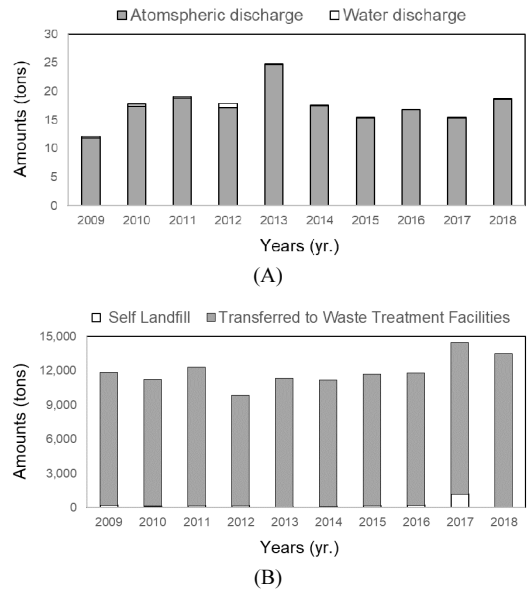 Atomspheric discharge Water discharge
30
25
20
15
10
5
0
Amounts (tons)
2009 2010 2011 2012 2013 2014 2015 2016 2017 2018
Years (yr.)
(A)
Self Landfill Transferred to Waste Treatment Facilities
15,000
12,000
9,000
6,000
3,000
0
Amounts (tons)
2009 2010 2011 2012 2013 2014 2015 2016 2017 2018
Years (yr.)
(B)